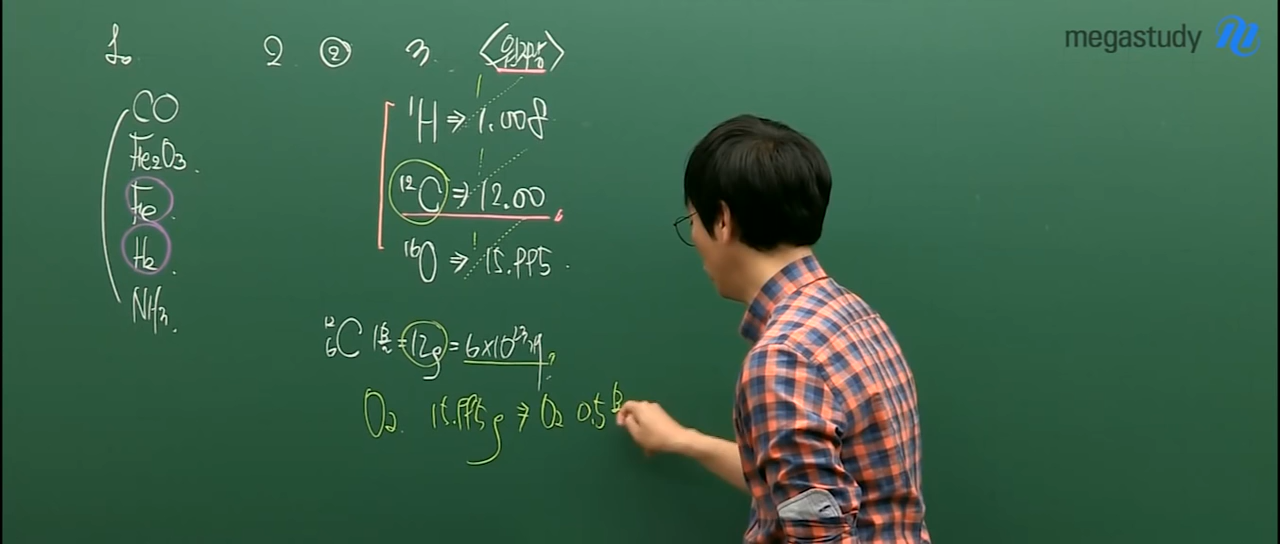 megastudy
1.
2 ② 3 〈원자량〉
CO
Fe₂O₃.
Fe.
H₂.
NH₃.
¹H ⇒ 1.008
¹²C ⇒ 12.00
¹⁶O ⇒ 15.995.
¹²₆C 1몰 = 12g = 6×10²³개
O₂. 15.995g ⇒ O₂ 0.5몰